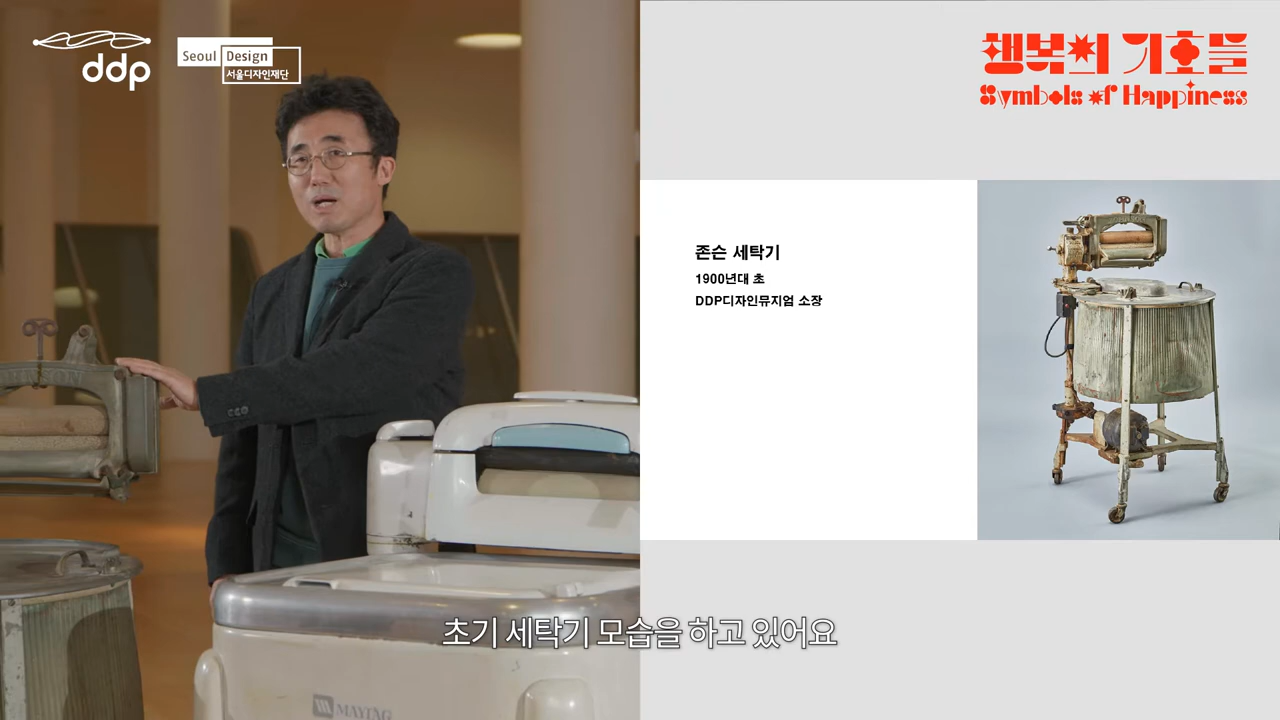 ddp
Seoul Design
서울디자인재단
행복의 기호들
Symbols of Happiness
존슨 세탁기
1900년대 초
DDP디자인뮤지엄 소장
초기 세탁기 모습을 하고 있어요
MAYTAG